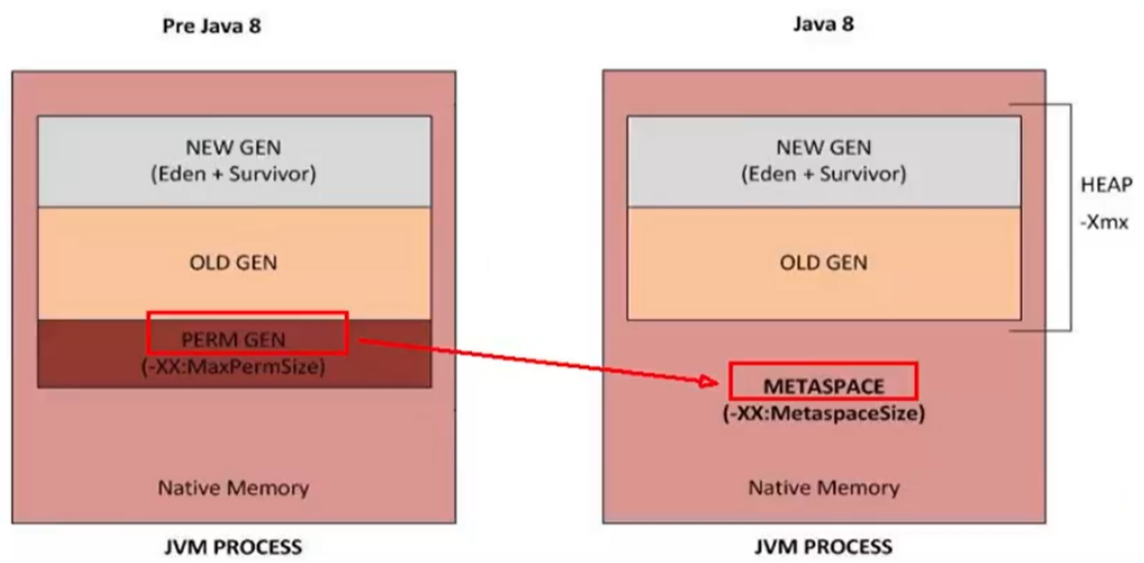 Pre Java 8
NEW GEN
(Eden + Survivor)
OLD GEN
PERM GEN
(-XX:MaxPermSize)
Native Memory
JVM PROCESS
Java 8
NEW GEN
(Eden + Survivor)
OLD GEN
HEAP
-Xmx
METASPACE
(-XX:MetaspaceSize)
Native Memory
JVM PROCESS